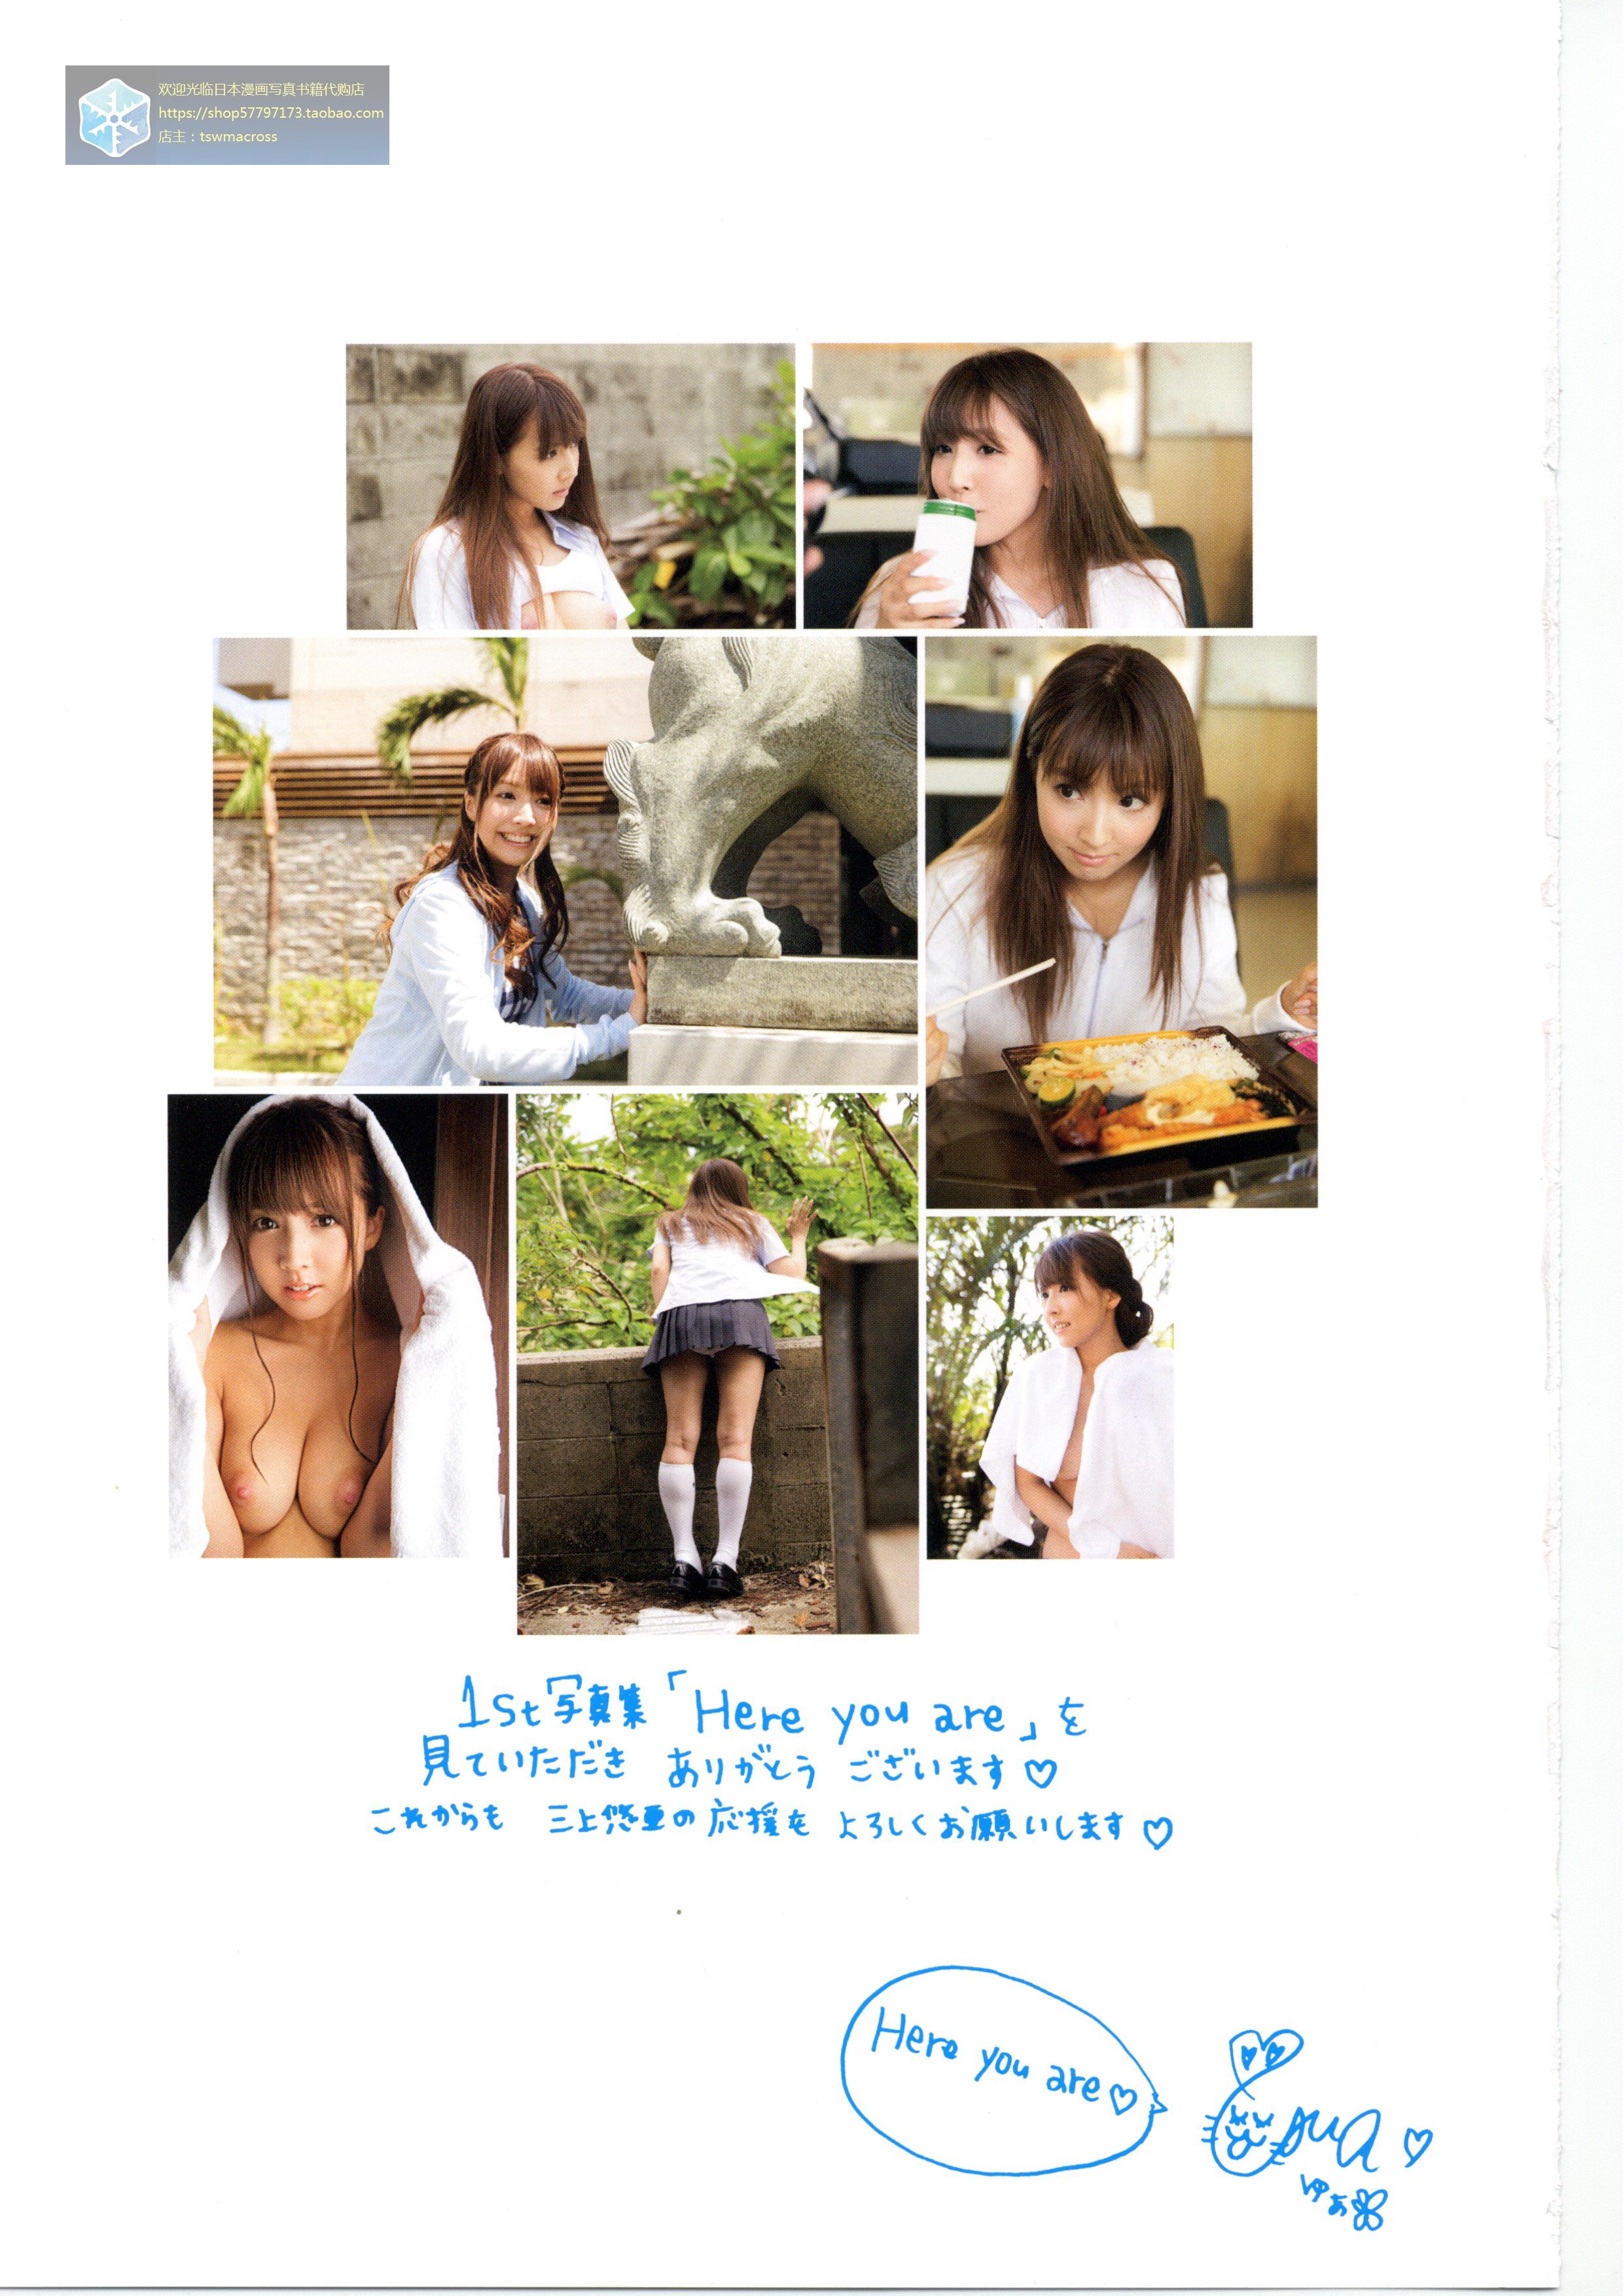 欢迎光临日本漫画写真书籍代购店
https://shop57797173.taobao.com
店主：tswmacross
1st写真集「Here you are」を
見ていただき ありがとう ございます♡
これからも 三上悠亜の応援を よろしくお願いします♡
Here you are♡
yua♡
ゆあ